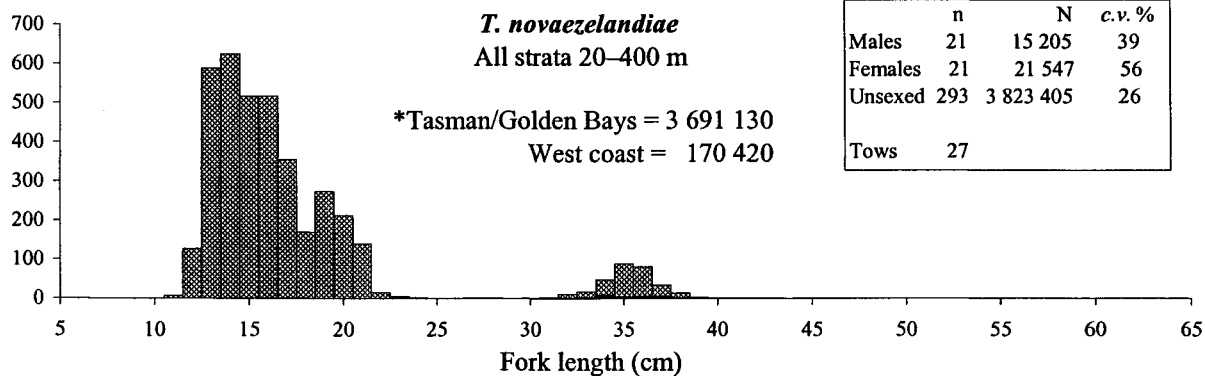 T. novaezelandiae
All strata 20–400 m
*Tasman/Golden Bays = 3 691 130
West coast = 170 420
n N c.v. %
Males 21 15 205 39
Females 21 21 547 56
Unsexed 293 3 823 405 26
Tows 27
700
600
500
400
300
200
100
0
5 10 15 20 25 30 35 40 45 50 55 60 65
Fork length (cm)